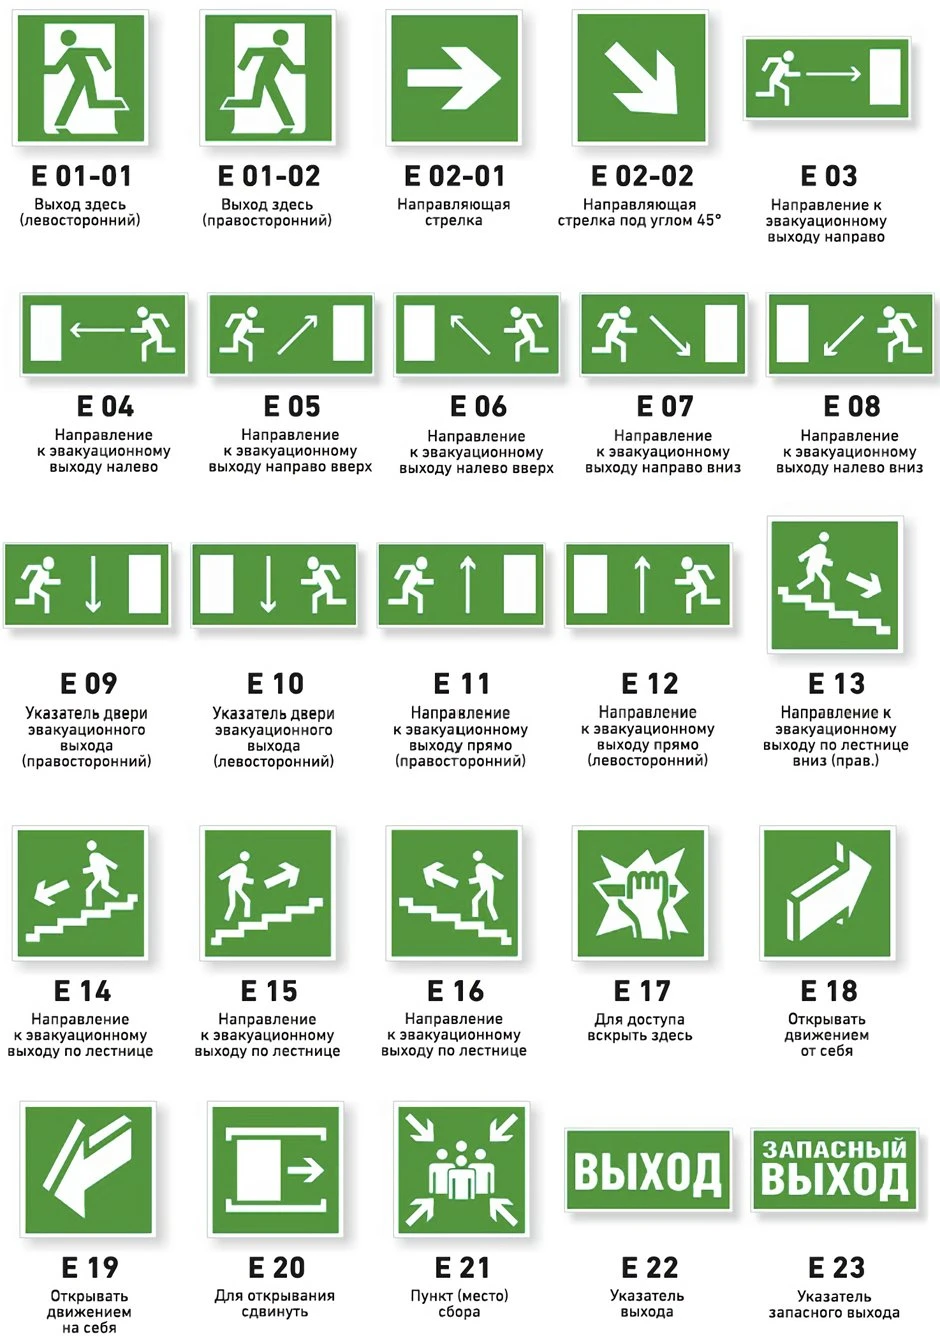 E 01-01
Выход здесь
(левосторонний)
E 01-02
Выход здесь
(правосторонний)
E 02-01
Направляющая
стрелка
E 02-02
Направляющая
стрелка под углом 45°
E 03
Направление к
эвакуационному
выходу направо
E 04
Направление
к эвакуационному
выходу налево
E 05
Направление
к эвакуационному
выходу направо вверх
E 06
Направление
к эвакуационному
выходу налево вверх
E 07
Направление
к эвакуационному
выходу направо вниз
E 08
Направление
к эвакуационному
выходу налево вниз
E 09
Указатель двери
эвакуационного
выхода
(правосторонний)
E 10
Указатель двери
эвакуационного
выхода
(левосторонний)
E 11
Направление
к эвакуационному
выходу прямо
(правосторонний)
E 12
Направление
к эвакуационному
выходу прямо
(левосторонний)
E 13
Направление к
эвакуационному
выходу по лестнице
вниз (прав.)
E 14
Направление
к эвакуационному
выходу по лестнице
E 15
Направление
к эвакуационному
выходу по лестнице
E 16
Направление
к эвакуационному
выходу по лестнице
E 17
Для доступа
вскрыть здесь
E 18
Открывать
движением
от себя
E 19
Открывать
движением
на себя
E 20
Для открывания
сдвинуть
E 21
Пункт (место)
сбора
ВЫХОД
E 22
Указатель
выхода
ЗАПАСНЫЙ
ВЫХОД
E 23
Указатель
запасного выхода